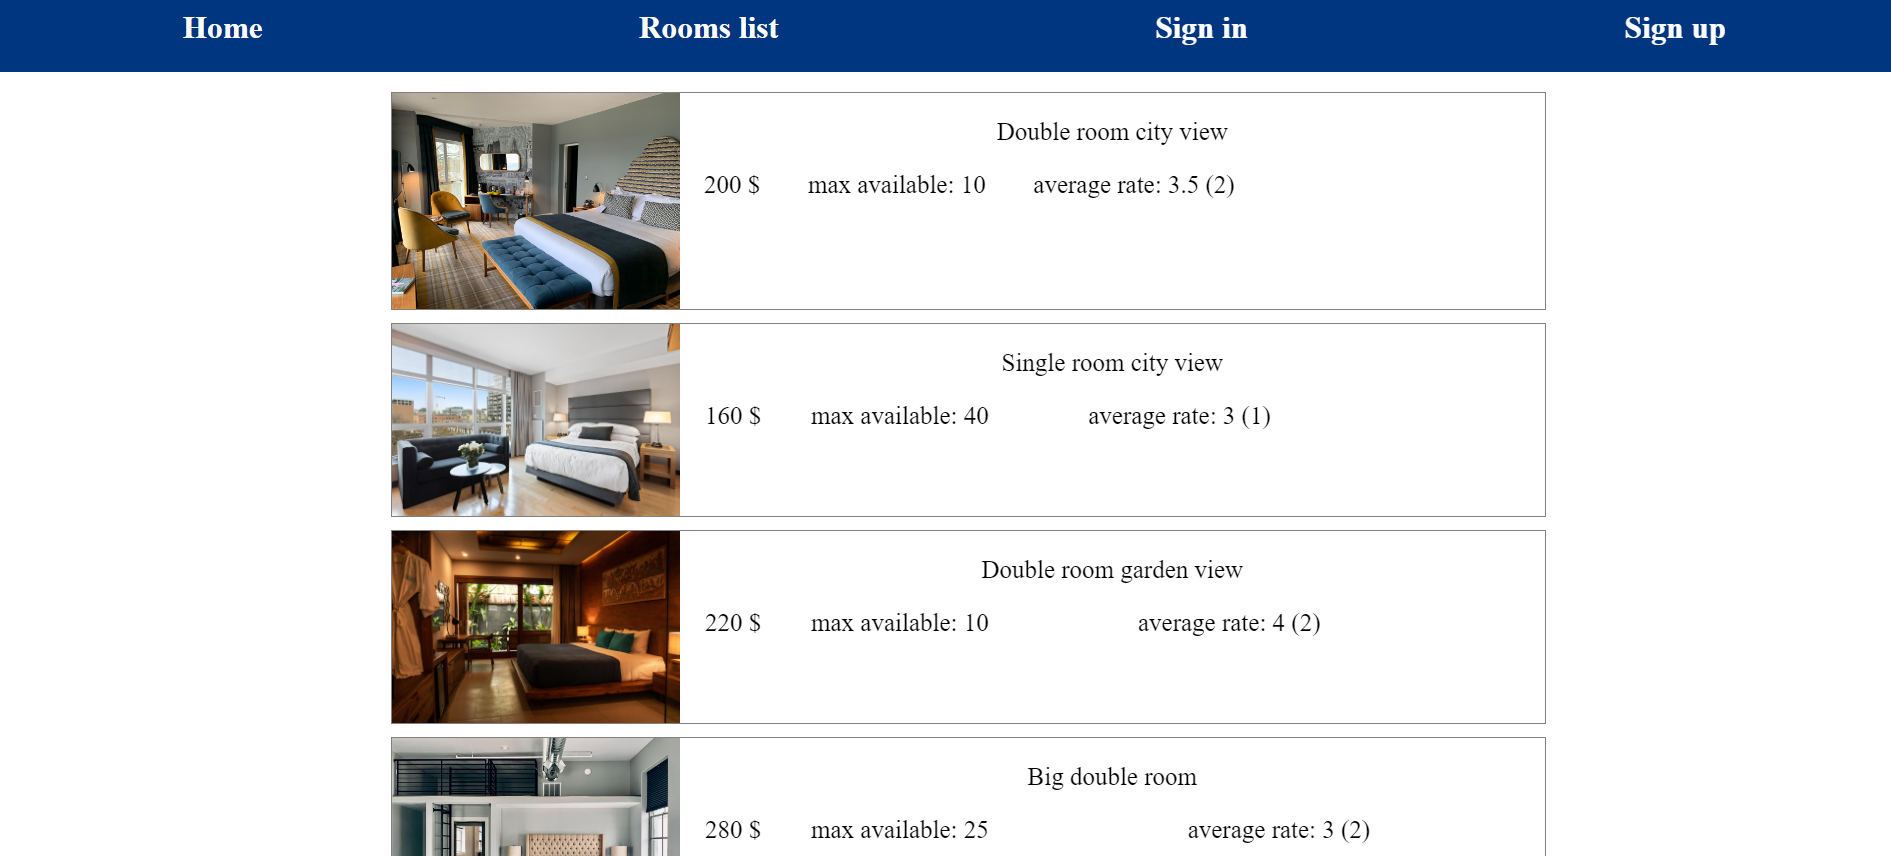 Home Rooms list Sign in Sign up
Double room city view
200 $ max available: 10 average rate: 3.5 (2)
Single room city view
160 $ max available: 40 average rate: 3 (1)
Double room garden view
220 $ max available: 10 average rate: 4 (2)
Big double room
280 $ max available: 25 average rate: 3 (2)